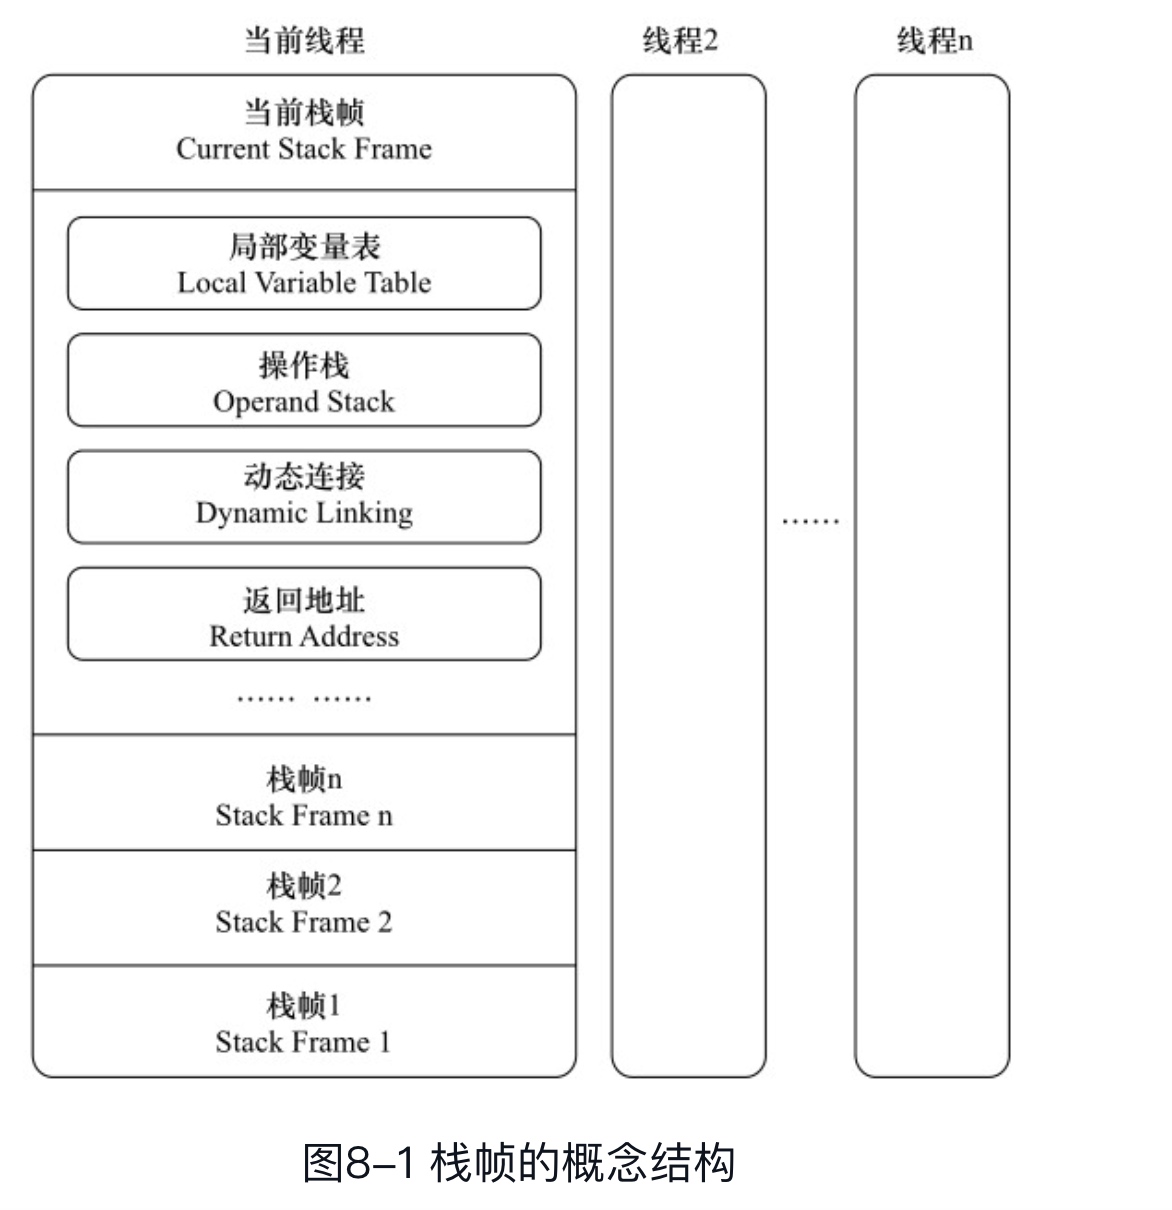 当前线程
线程2
线程n
当前栈帧
Current Stack Frame
局部变量表
Local Variable Table
操作栈
Operand Stack
动态连接
Dynamic Linking
返回地址
Return Address
…… ……
……
栈帧n
Stack Frame n
栈帧2
Stack Frame 2
栈帧1
Stack Frame 1
图8–1 栈帧的概念结构